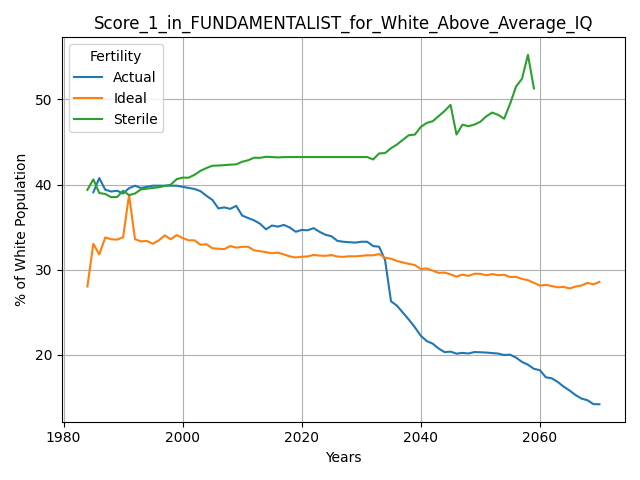 Score_1_in_FUNDAMENTALIST_for_White_Above_Average_IQ
Fertility
Actual
Ideal
Sterile
% of White Population
50
40
30
20
1980
2000
2020
2040
2060
Years